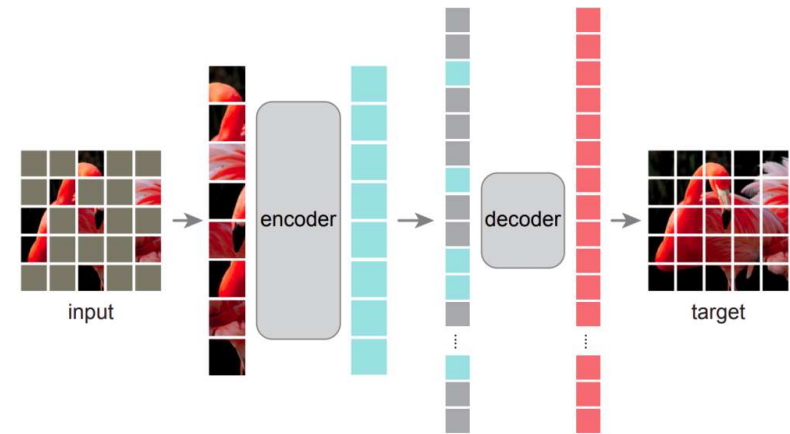 encoder
decoder
input
target